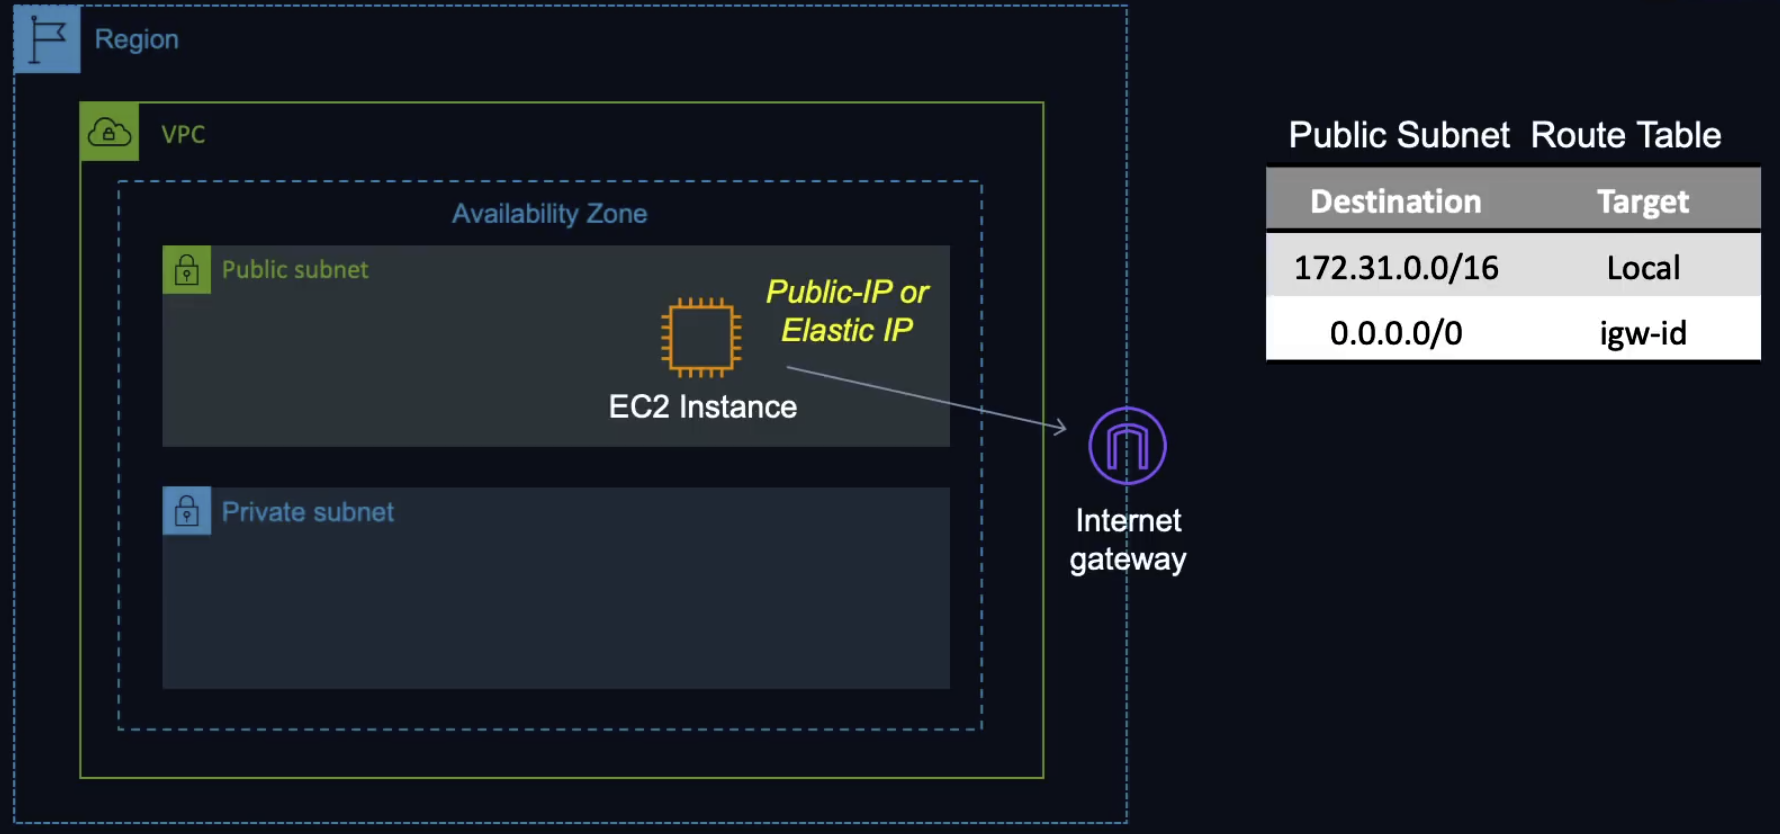 Region
VPC
Availability Zone
Public subnet
Public-IP or
Elastic IP
EC2 Instance
Private subnet
Internet
gateway
Public Subnet Route Table
Destination Target
172.31.0.0/16 Local
0.0.0.0/0 igw-id